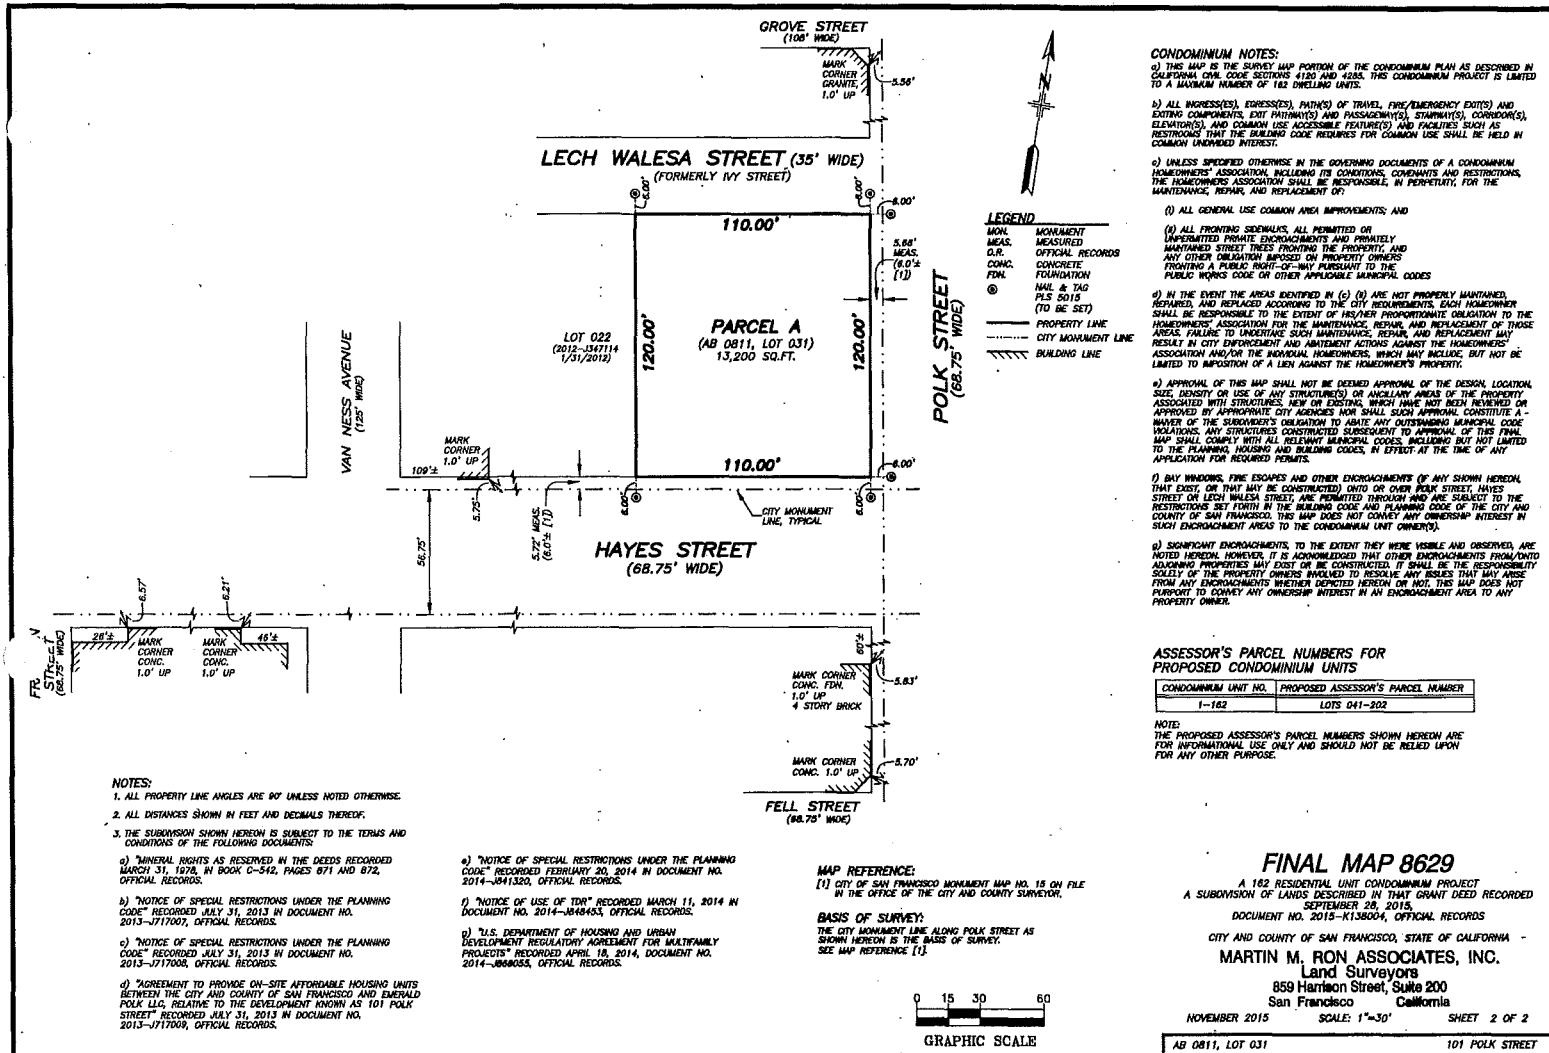 GROVE STREET
(108' WIDE)
MARK
CORNER
GRANITE,
1.0' UP
5.56'
LECH WALESA STREET (35' WIDE)
(FORMERLY IVY STREET)
6.00'
6.00'
6.00'
110.00'
5.68'
MEAS.
(6.0'±
[1])
LOT 022
(2012-J347114
1/31/2012)
120.00'
PARCEL A
(AB 0811, LOT 031)
13,200 SQ.FT.
120.00'
POLK STREET
(68.75' WIDE)
VAN NESS AVENUE
(125' WIDE)
MARK
CORNER
1.0' UP
109'±
110.00'
6.00'
5.75'
5.72' MEAS.
(6.0'± [1])
6.00'
6.00'
CITY MONUMENT
LINE, TYPICAL
56.75'
HAYES STREET
(68.75' WIDE)
6.57'
6.21'
26'±
MARK
CORNER
CONC.
1.0' UP
MARK
CORNER
CONC.
1.0' UP
46'±
FR N
STREET
(68.75' WIDE)
60'±
MARK CORNER
CONC. FDN.
1.0' UP
4 STORY BRICK
5.83'
MARK CORNER
CONC. 1.0' UP
5.70'
FELL STREET
(68.75' WIDE)
N
LEGEND
MON. MONUMENT
MEAS. MEASURED
O.R. OFFICIAL RECORDS
CONC. CONCRETE
FDN. FOUNDATION
NAIL & TAG
PLS 5015
(TO BE SET)
PROPERTY LINE
CITY MONUMENT LINE
BUILDING LINE
NOTES:
1. ALL PROPERTY LINE ANGLES ARE 90° UNLESS NOTED OTHERWISE.
2. ALL DISTANCES SHOWN IN FEET AND DECIMALS THEREOF.
3. THE SUBDIVISION SHOWN HEREON IS SUBJECT TO THE TERMS AND
CONDITIONS OF THE FOLLOWING DOCUMENTS:
a) "MINERAL RIGHTS AS RESERVED IN THE DEEDS RECORDED
MARCH 31, 1978, IN BOOK C-542, PAGES 871 AND 872,
OFFICIAL RECORDS.
b) "NOTICE OF SPECIAL RESTRICTIONS UNDER THE PLANNING
CODE" RECORDED JULY 31, 2013 IN DOCUMENT NO.
2013-J717007, OFFICIAL RECORDS.
c) "NOTICE OF SPECIAL RESTRICTIONS UNDER THE PLANNING
CODE" RECORDED JULY 31, 2013 IN DOCUMENT NO.
2013-J717008, OFFICIAL RECORDS.
d) "AGREEMENT TO PROVIDE ON-SITE AFFORDABLE HOUSING UNITS
BETWEEN THE CITY AND COUNTY OF SAN FRANCISCO AND EMERALD
POLK LLC, RELATIVE TO THE DEVELOPMENT KNOWN AS 101 POLK
STREET" RECORDED JULY 31, 2013 IN DOCUMENT NO.
2013-J717009, OFFICIAL RECORDS.
e) "NOTICE OF SPECIAL RESTRICTIONS UNDER THE PLANNING
CODE" RECORDED FEBRUARY 20, 2014 IN DOCUMENT NO.
2014-J841320, OFFICIAL RECORDS.
f) "NOTICE OF USE OF TDR" RECORDED MARCH 11, 2014 IN
DOCUMENT NO. 2014-J848453, OFFICIAL RECORDS.
g) "U.S. DEPARTMENT OF HOUSING AND URBAN
DEVELOPMENT REGULATORY AGREEMENT FOR MULTIFAMILY
PROJECTS" RECORDED APRIL 18, 2014, DOCUMENT NO.
2014-J868055, OFFICIAL RECORDS.
MAP REFERENCE:
[1] CITY OF SAN FRANCISCO MONUMENT MAP NO. 15 ON FILE
IN THE OFFICE OF THE CITY AND COUNTY SURVEYOR.
BASIS OF SURVEY:
THE CITY MONUMENT LINE ALONG POLK STREET AS
SHOWN HEREON IS THE BASIS OF SURVEY.
SEE MAP REFERENCE [1].
0 15 30 60
GRAPHIC SCALE
CONDOMINIUM NOTES:
a) THIS MAP IS THE SURVEY MAP PORTION OF THE CONDOMINIUM PLAN AS DESCRIBED IN
CALIFORNIA CIVIL CODE SECTIONS 4120 AND 4285. THIS CONDOMINIUM PROJECT IS LIMITED
TO A MAXIMUM NUMBER OF 162 DWELLING UNITS.
b) ALL INGRESS(ES), EGRESS(ES), PATH(S) OF TRAVEL, FIRE/EMERGENCY EXIT(S) AND
EXITING COMPONENTS, EXIT PATHWAY(S) AND PASSAGEWAY(S), STAIRWAY(S), CORRIDOR(S),
ELEVATOR(S), AND COMMON USE ACCESSIBLE FEATURE(S) AND FACILITIES SUCH AS
RESTROOMS THAT THE BUILDING CODE REQUIRES FOR COMMON USE SHALL BE HELD IN
COMMON UNDIVIDED INTEREST.
c) UNLESS SPECIFIED OTHERWISE IN THE GOVERNING DOCUMENTS OF A CONDOMINIUM
HOMEOWNERS' ASSOCIATION, INCLUDING ITS CONDITIONS, COVENANTS AND RESTRICTIONS,
THE HOMEOWNERS ASSOCIATION SHALL BE RESPONSIBLE, IN PERPETUITY, FOR THE
MAINTENANCE, REPAIR, AND REPLACEMENT OF:
(i) ALL GENERAL USE COMMON AREA IMPROVEMENTS; AND
(ii) ALL FRONTING SIDEWALKS, ALL PERMITTED OR
UNPERMITTED PRIVATE ENCROACHMENTS AND PRIVATELY
MAINTAINED STREET TREES FRONTING THE PROPERTY, AND
ANY OTHER OBLIGATION IMPOSED ON PROPERTY OWNERS
FRONTING A PUBLIC RIGHT-OF-WAY PURSUANT TO THE
PUBLIC WORKS CODE OR OTHER APPLICABLE MUNICIPAL CODES
d) IN THE EVENT THE AREAS IDENTIFIED IN (c) (ii) ARE NOT PROPERLY MAINTAINED,
REPAIRED, AND REPLACED ACCORDING TO THE CITY REQUIREMENTS, EACH HOMEOWNER
SHALL BE RESPONSIBLE TO THE EXTENT OF HIS/HER PROPORTIONATE OBLIGATION TO THE
HOMEOWNERS' ASSOCIATION FOR THE MAINTENANCE, REPAIR, AND REPLACEMENT OF THOSE
AREAS. FAILURE TO UNDERTAKE SUCH MAINTENANCE, REPAIR, AND REPLACEMENT MAY
RESULT IN CITY ENFORCEMENT AND ABATEMENT ACTIONS AGAINST THE HOMEOWNERS'
ASSOCIATION AND/OR THE INDIVIDUAL HOMEOWNERS, WHICH MAY INCLUDE, BUT NOT BE
LIMITED TO IMPOSITION OF A LIEN AGAINST THE HOMEOWNER'S PROPERTY.
e) APPROVAL OF THIS MAP SHALL NOT BE DEEMED APPROVAL OF THE DESIGN, LOCATION,
SIZE, DENSITY OR USE OF ANY STRUCTURE(S) OR ANCILLARY AREAS OF THE PROPERTY
ASSOCIATED WITH STRUCTURES, NEW OR EXISTING, WHICH HAVE NOT BEEN REVIEWED OR
APPROVED BY APPROPRIATE CITY AGENCIES NOR SHALL SUCH APPROVAL CONSTITUTE A
WAIVER OF THE SUBDIVIDER'S OBLIGATION TO ABATE ANY OUTSTANDING MUNICIPAL CODE
VIOLATIONS. ANY STRUCTURES CONSTRUCTED SUBSEQUENT TO APPROVAL OF THIS FINAL
MAP SHALL COMPLY WITH ALL RELEVANT MUNICIPAL CODES, INCLUDING BUT NOT LIMITED
TO THE PLANNING, HOUSING AND BUILDING CODES, IN EFFECT AT THE TIME OF ANY
APPLICATION FOR REQUIRED PERMITS.
f) BAY WINDOWS, FIRE ESCAPES AND OTHER ENCROACHMENTS (IF ANY SHOWN HEREON,
THAT EXIST, OR THAT MAY BE CONSTRUCTED) ONTO OR OVER POLK STREET, HAYES
STREET OR LECH WALESA STREET, ARE PERMITTED THROUGH AND ARE SUBJECT TO THE
RESTRICTIONS SET FORTH IN THE BUILDING CODE AND PLANNING CODE OF THE CITY AND
COUNTY OF SAN FRANCISCO. THIS MAP DOES NOT CONVEY ANY OWNERSHIP INTEREST IN
SUCH ENCROACHMENT AREAS TO THE CONDOMINIUM UNIT OWNER(S).
g) SIGNIFICANT ENCROACHMENTS, TO THE EXTENT THEY WERE VISIBLE AND OBSERVED, ARE
NOTED HEREON. HOWEVER, IT IS ACKNOWLEDGED THAT OTHER ENCROACHMENTS FROM/ONTO
ADJOINING PROPERTIES MAY EXIST OR BE CONSTRUCTED. IT SHALL BE THE RESPONSIBILITY
SOLELY OF THE PROPERTY OWNERS INVOLVED TO RESOLVE ANY ISSUES THAT MAY ARISE
FROM ANY ENCROACHMENTS WHETHER DEPICTED HEREON OR NOT. THIS MAP DOES NOT
PURPORT TO CONVEY ANY OWNERSHIP INTEREST IN AN ENCROACHMENT AREA TO ANY
PROPERTY OWNER.
ASSESSOR'S PARCEL NUMBERS FOR
PROPOSED CONDOMINIUM UNITS
CONDOMINIUM UNIT NO. PROPOSED ASSESSOR'S PARCEL NUMBER
1-162 LOTS 041-202
NOTE:
THE PROPOSED ASSESSOR'S PARCEL NUMBERS SHOWN HEREON ARE
FOR INFORMATIONAL USE ONLY AND SHOULD NOT BE RELIED UPON
FOR ANY OTHER PURPOSE.
FINAL MAP 8629
A 162 RESIDENTIAL UNIT CONDOMINIUM PROJECT
A SUBDIVISION OF LANDS DESCRIBED IN THAT GRANT DEED RECORDED
SEPTEMBER 28, 2015,
DOCUMENT NO. 2015-K138004, OFFICIAL RECORDS
CITY AND COUNTY OF SAN FRANCISCO, STATE OF CALIFORNIA
MARTIN M. RON ASSOCIATES, INC.
Land Surveyors
859 Harrison Street, Suite 200
San Francisco California
NOVEMBER 2015 SCALE: 1"=30' SHEET 2 OF 2
AB 0811, LOT 031 101 POLK STREET